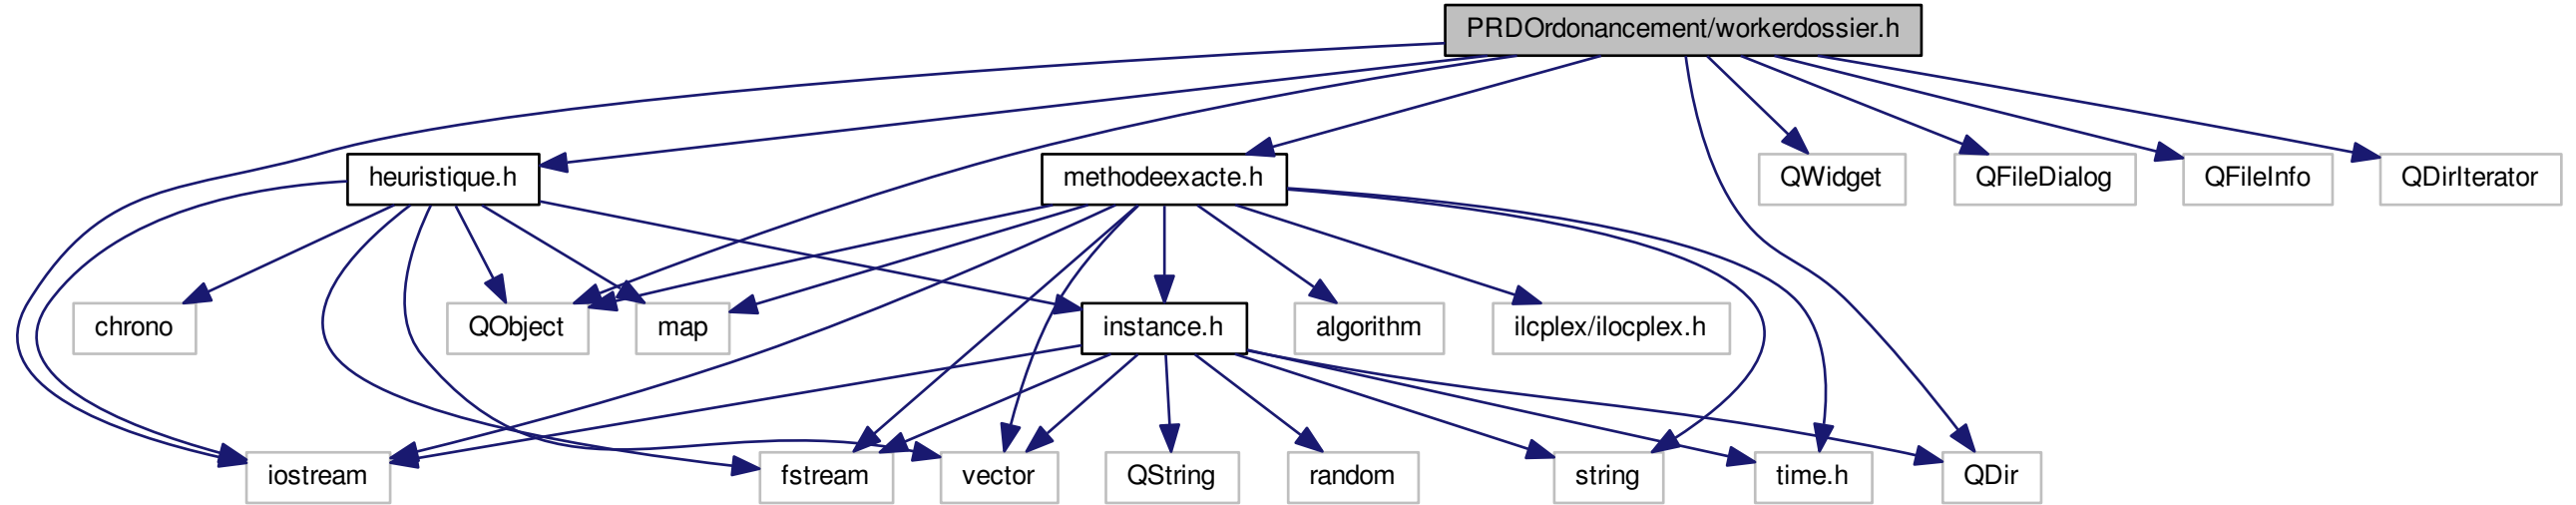 PRDOrdonancement/workerdossier.h
heuristique.h
methodeexacte.h
QWidget
QFileDialog
QFileInfo
QDirIterator
chrono
QObject
map
instance.h
algorithm
ilcplex/ilocplex.h
iostream
fstream
vector
QString
random
string
time.h
QDir